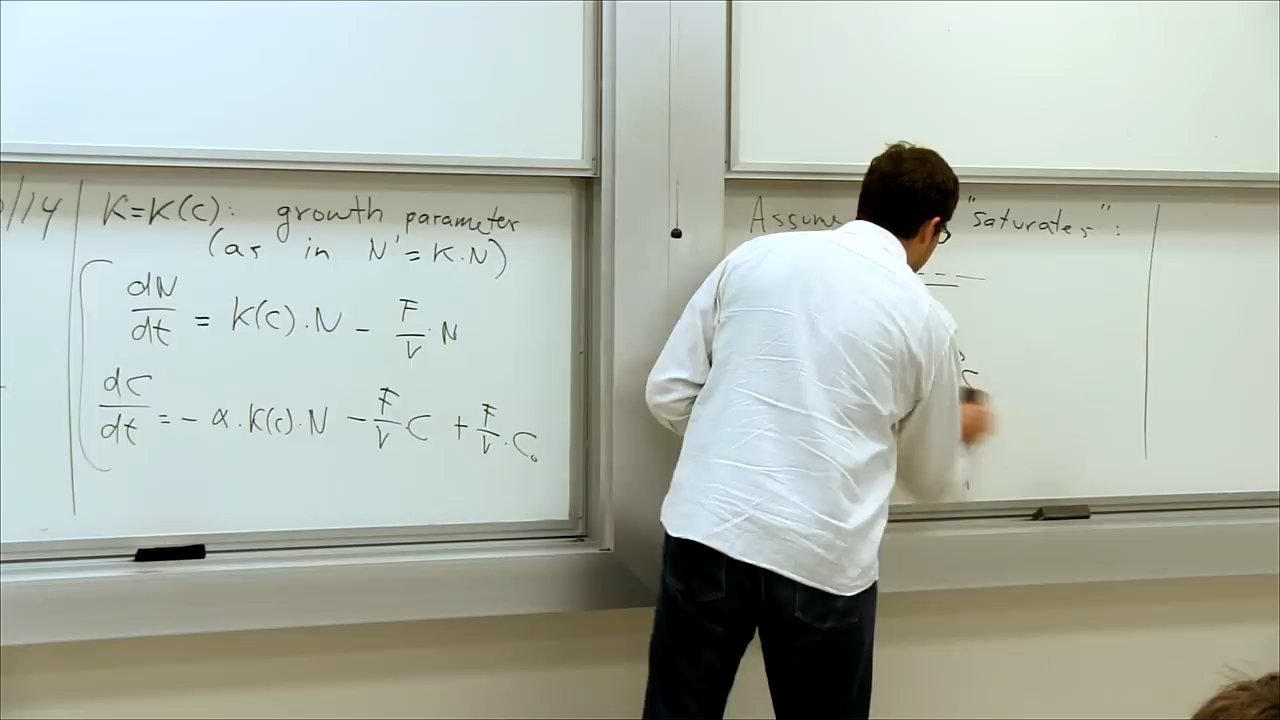 /14
K=K(c): growth parameter
(as in N'=K.N)
dN/dt = k(c).N - F/V.N
dC/dt = - α.k(c).N - F/V C + F/V.C₀
Assume "saturates":